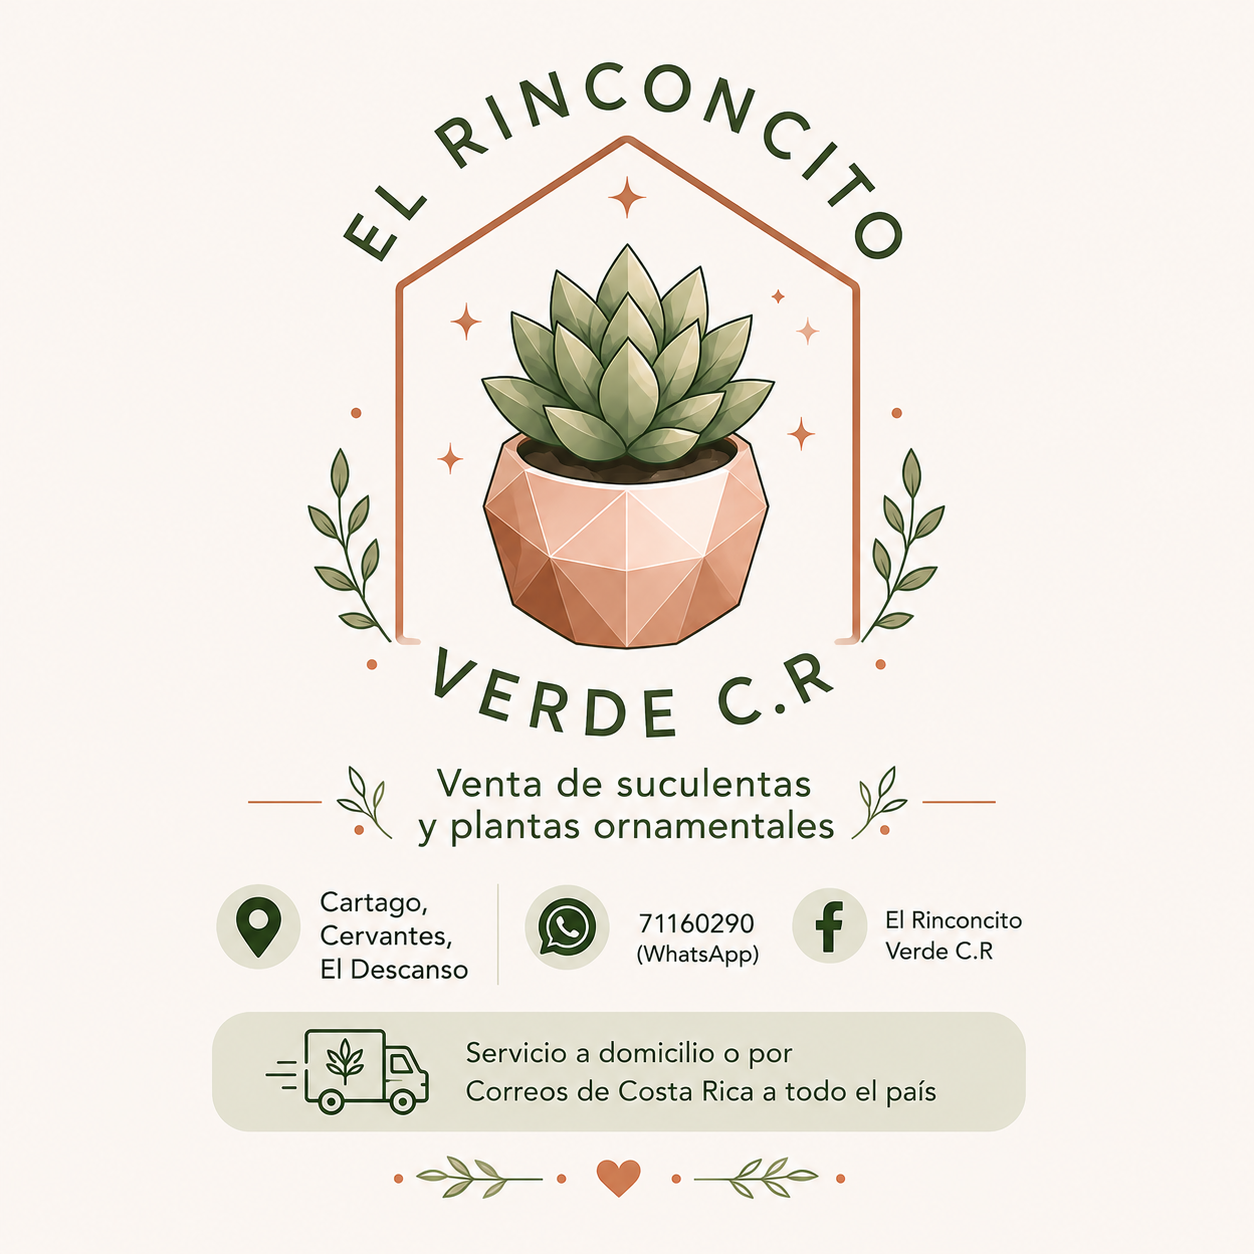 EL RINCONCITO
VERDE C.R
Venta de suculentas
y plantas ornamentales
Cartago,
Cervantes,
El Descanso
71160290
(WhatsApp)
El Rinconcito
Verde C.R
Servicio a domicilio o por
Correos de Costa Rica a todo el país